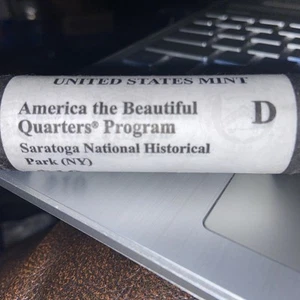 UNITED STATES MINT
America the Beautiful
Quarters® Program
D
Saratoga National Historical
Park (NY)